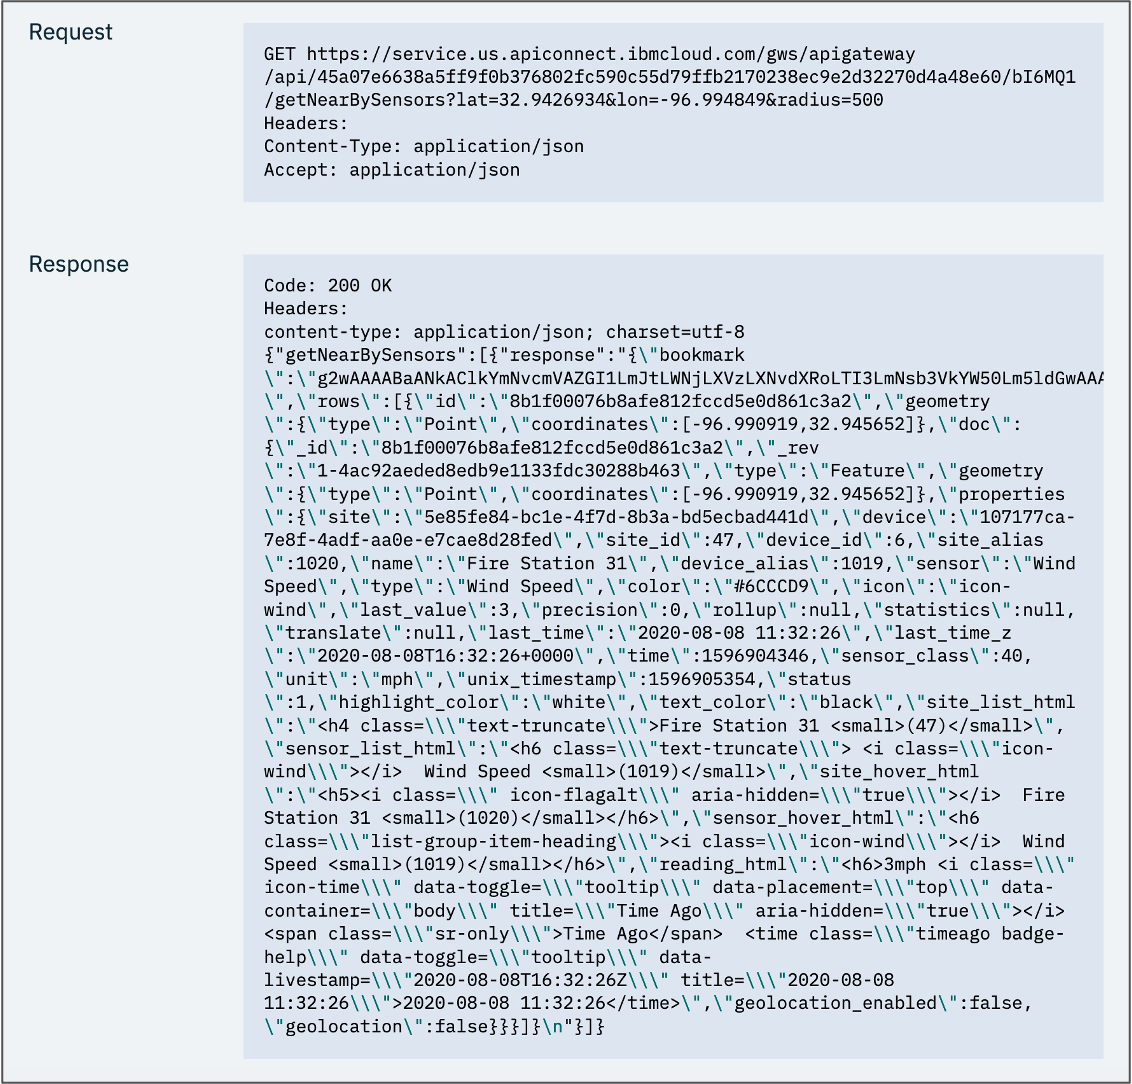 Request
GET https://service.us.apiconnect.ibmcloud.com/gws/apigateway
/api/45a07e6638a5ff9f0b376802fc590c55d79ffb2170238ec9e2d32270d4a48e60/bI6MQ1
/getNearBySensors?lat=32.9426934&lon=-96.994849&radius=500
Headers:
Content-Type: application/json
Accept: application/json
Response
Code: 200 OK
Headers:
content-type: application/json; charset=utf-8
{"getNearBySensors":[{"response":"{\"bookmark
\":\"g2wAAAABaANkAClkYmNvcmVAZGI1LmJtLWNjLXVzLXNvdXRoLTI3LmNsb3VkYW50Lm5ldGwAAA
\",\"rows\":[{\"id\":\"8b1f00076b8afe812fccd5e0d861c3a2\",\"geometry
\":{\"type\":\"Point\",\"coordinates\":[-96.990919,32.945652]},\"doc\":
{\"_id\":\"8b1f00076b8afe812fccd5e0d861c3a2\",\"_rev
\":\"1-4ac92aeded8edb9e1133fdc30288b463\",\"type\":\"Feature\",\"geometry
\":{\"type\":\"Point\",\"coordinates\":[-96.990919,32.945652]},\"properties
\":{\"site\":\"5e85fe84-bc1e-4f7d-8b3a-bd5ecbad441d\",\"device\":\"107177ca-
7e8f-4adf-aa0e-e7cae8d28fed\",\"site_id\":47,\"device_id\":6,\"site_alias
\":1020,\"name\":\"Fire Station 31\",\"device_alias\":1019,\"sensor\":\"Wind
Speed\",\"type\":\"Wind Speed\",\"color\":\"#6CCCD9\",\"icon\":\"icon-
wind\",\"last_value\":3,\"precision\":0,\"rollup\":null,\"statistics\":null,
\"translate\":null,\"last_time\":\"2020-08-08 11:32:26\",\"last_time_z
\":\"2020-08-08T16:32:26+0000\",\"time\":1596904346,\"sensor_class\":40,
\"unit\":\"mph\",\"unix_timestamp\":1596905354,\"status
\":1,\"highlight_color\":\"white\",\"text_color\":\"black\",\"site_list_html
\":\"<h4 class=\\\"text-truncate\\\">Fire Station 31 <small>(47)</small>\",
\"sensor_list_html\":\"<h6 class=\\\"text-truncate\\\"> <i class=\\\"icon-
wind\\\"></i>  Wind Speed <small>(1019)</small>\",\"site_hover_html
\":\"<h5><i class=\\\" icon-flagalt\\\" aria-hidden=\\\"true\\\"></i>  Fire
Station 31 <small>(1020)</small></h6>\",\"sensor_hover_html\":\"<h6
class=\\\"list-group-item-heading\\\"><i class=\\\"icon-wind\\\"></i>  Wind
Speed <small>(1019)</small></h6>\",\"reading_html\":\"<h6>3mph <i class=\\\"
icon-time\\\" data-toggle=\\\"tooltip\\\" data-placement=\\\"top\\\" data-
container=\\\"body\\\" title=\\\"Time Ago\\\" aria-hidden=\\\"true\\\"></i>
<span class=\\\"sr-only\\\">Time Ago</span>  <time class=\\\"timeago badge-
help\\\" data-toggle=\\\"tooltip\\\" data-
livestamp=\\\"2020-08-08T16:32:26Z\\\" title=\\\"2020-08-08
11:32:26\\\">2020-08-08 11:32:26</time>\",\"geolocation_enabled\":false,
\"geolocation\":false}}}]}\n"}]}